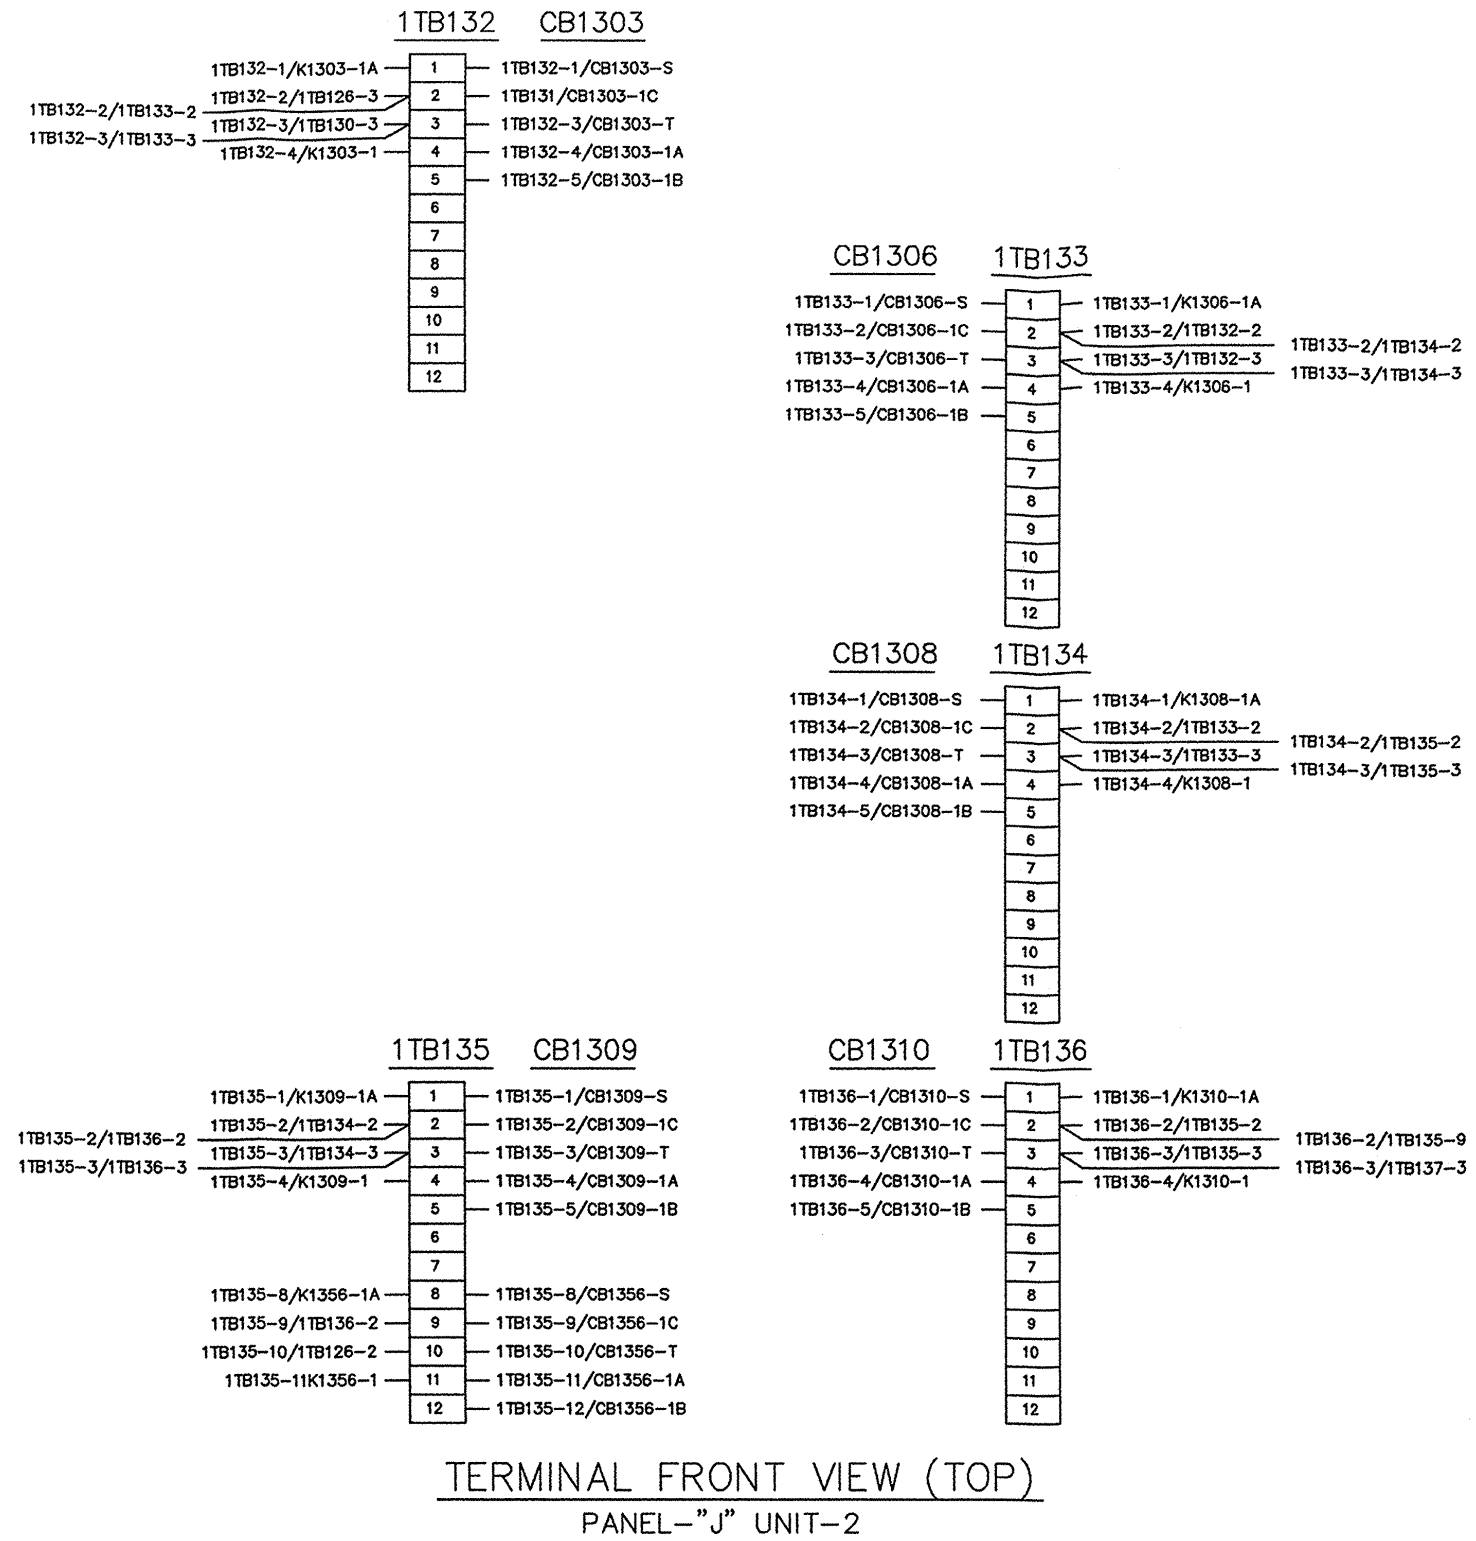 1TB132 CB1303
1TB132-1/K1303-1A 1 1TB132-1/CB1303-S
1TB132-2/1TB126-3 2 1TB131/CB1303-1C
1TB132-2/1TB133-2
1TB132-3/1TB130-3 3 1TB132-3/CB1303-T
1TB132-3/1TB133-3
1TB132-4/K1303-1 4 1TB132-4/CB1303-1A
5 1TB132-5/CB1303-1B
6
7
8
9
10
11
12
CB1306 1TB133
1TB133-1/CB1306-S 1 1TB133-1/K1306-1A
1TB133-2/CB1306-1C 2 1TB133-2/1TB132-2
1TB133-2/1TB134-2
1TB133-3/CB1306-T 3 1TB133-3/1TB132-3
1TB133-3/1TB134-3
1TB133-4/CB1306-1A 4 1TB133-4/K1306-1
1TB133-5/CB1306-1B 5
6
7
8
9
10
11
12
CB1308 1TB134
1TB134-1/CB1308-S 1 1TB134-1/K1308-1A
1TB134-2/CB1308-1C 2 1TB134-2/1TB133-2
1TB134-2/1TB135-2
1TB134-3/CB1308-T 3 1TB134-3/1TB133-3
1TB134-3/1TB135-3
1TB134-4/CB1308-1A 4 1TB134-4/K1308-1
1TB134-5/CB1308-1B 5
6
7
8
9
10
11
12
1TB135 CB1309
1TB135-1/K1309-1A 1 1TB135-1/CB1309-S
1TB135-2/1TB134-2 2 1TB135-2/CB1309-1C
1TB135-2/1TB136-2
1TB135-3/1TB134-3 3 1TB135-3/CB1309-T
1TB135-3/1TB136-3
1TB135-4/K1309-1 4 1TB135-4/CB1309-1A
5 1TB135-5/CB1309-1B
6
7
1TB135-8/K1356-1A 8 1TB135-8/CB1356-S
1TB135-9/1TB136-2 9 1TB135-9/CB1356-1C
1TB135-10/1TB126-2 10 1TB135-10/CB1356-T
1TB135-11K1356-1 11 1TB135-11/CB1356-1A
12 1TB135-12/CB1356-1B
CB1310 1TB136
1TB136-1/CB1310-S 1 1TB136-1/K1310-1A
1TB136-2/CB1310-1C 2 1TB136-2/1TB135-2
1TB136-2/1TB135-9
1TB136-3/CB1310-T 3 1TB136-3/1TB135-3
1TB136-3/1TB137-3
1TB136-4/CB1310-1A 4 1TB136-4/K1310-1
1TB136-5/CB1310-1B 5
6
7
8
9
10
11
12
TERMINAL FRONT VIEW (TOP)
PANEL-"J" UNIT-2